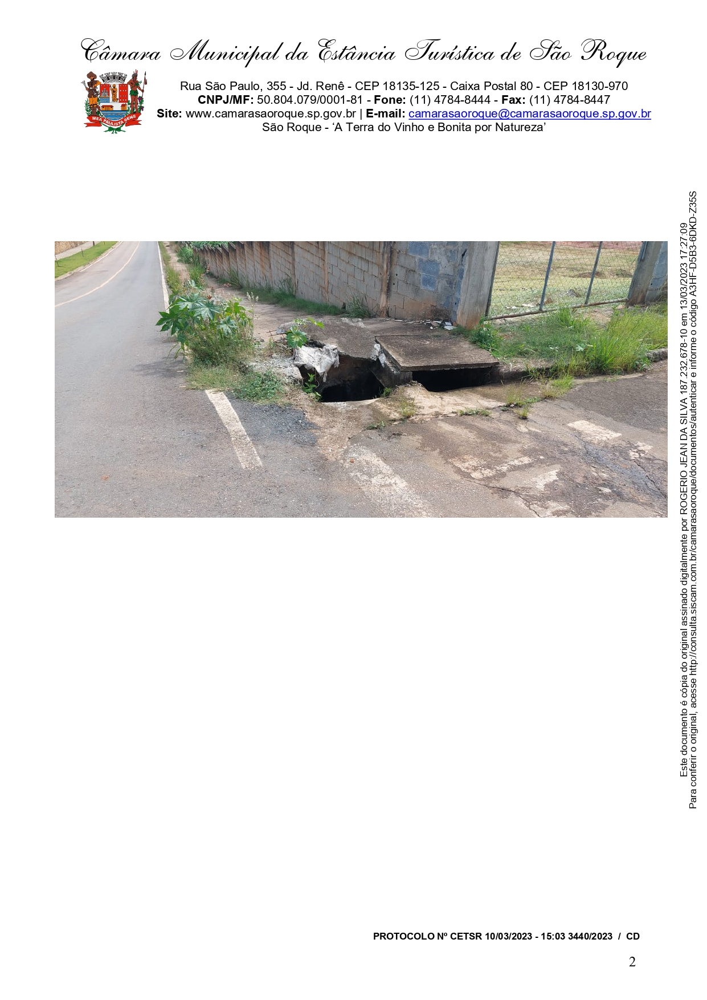 Câmara Municipal da Estância Turística de São Roque
Rua São Paulo, 355 - Jd. Renê - CEP 18135-125 - Caixa Postal 80 - CEP 18130-970
CNPJ/MF: 50.804.079/0001-81 - Fone: (11) 4784-8444 - Fax: (11) 4784-8447
Site: www.camarasaoroque.sp.gov.br | E-mail: camarasaoroque@camarasaoroque.sp.gov.br
São Roque - ‘A Terra do Vinho e Bonita por Natureza’
MEA PAULISTA GENS
Este documento é cópia do original assinado digitalmente por ROGERIO JEAN DA SILVA 187.232.678-10 em 13/03/2023 17:27:09
Para conferir o original, acesse http://consulta.siscam.com.br/camarasaoroque/documentos/autenticar e informe o código A3HF-D5B3-6DKD-Z35S
PROTOCOLO Nº CETSR 10/03/2023 - 15:03 3440/2023 / CD
2